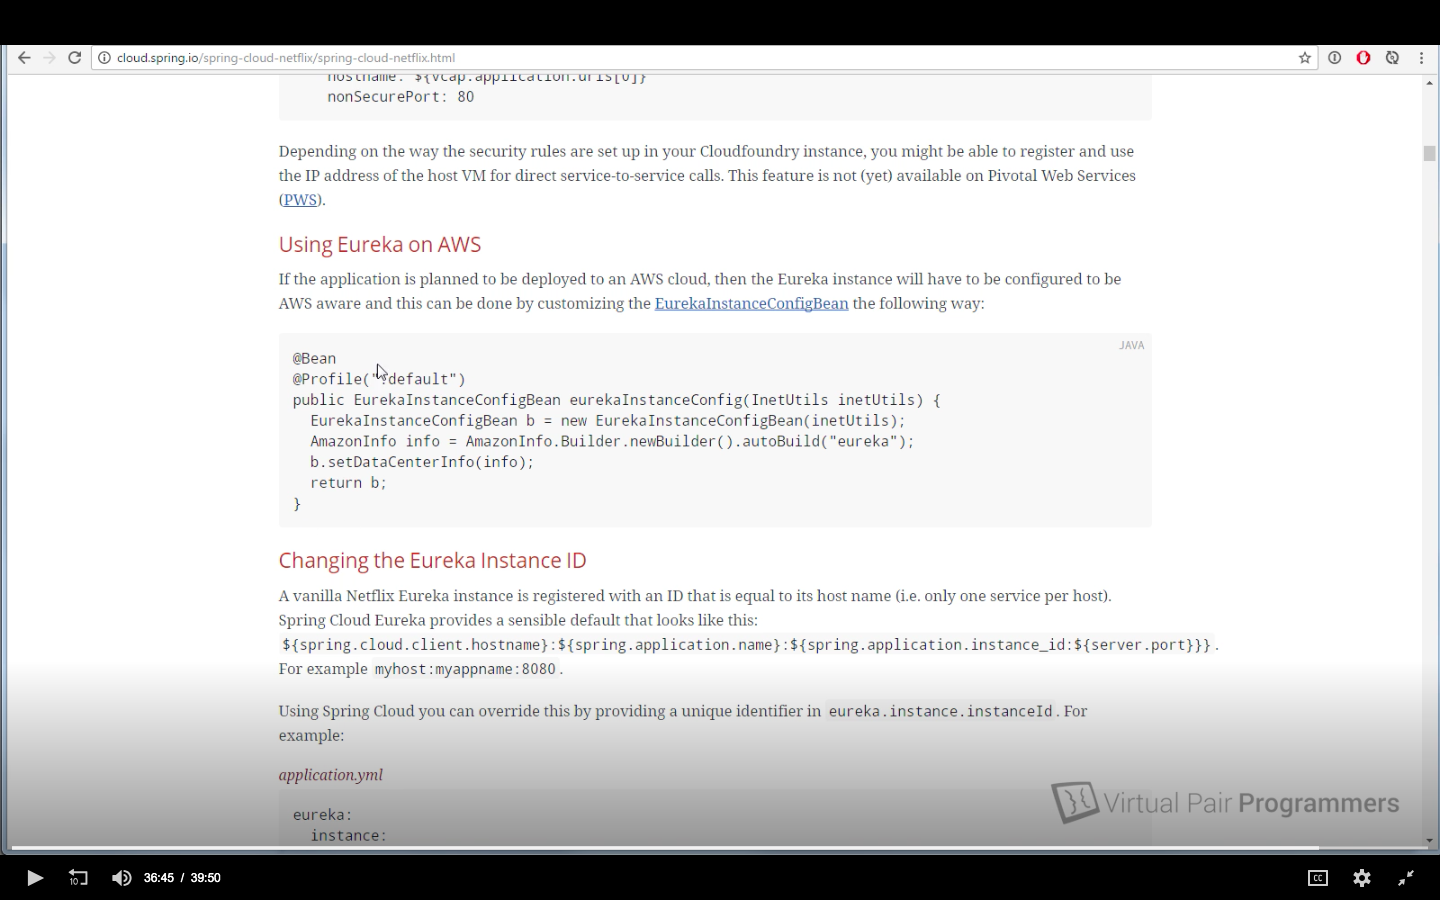 cloud.spring.io/spring-cloud-netflix/spring-cloud-netflix.html
hostname: ${vcap.application.uris[0]}
nonSecurePort: 80
Depending on the way the security rules are set up in your Cloudfoundry instance, you might be able to register and use
the IP address of the host VM for direct service-to-service calls. This feature is not (yet) available on Pivotal Web Services
(PWS).
Using Eureka on AWS
If the application is planned to be deployed to an AWS cloud, then the Eureka instance will have to be configured to be
AWS aware and this can be done by customizing the EurekaInstanceConfigBean the following way:
JAVA
@Bean
@Profile("!default")
public EurekaInstanceConfigBean eurekaInstanceConfig(InetUtils inetUtils) {
EurekaInstanceConfigBean b = new EurekaInstanceConfigBean(inetUtils);
AmazonInfo info = AmazonInfo.Builder.newBuilder().autoBuild("eureka");
b.setDataCenterInfo(info);
return b;
}
Changing the Eureka Instance ID
A vanilla Netflix Eureka instance is registered with an ID that is equal to its host name (i.e. only one service per host).
Spring Cloud Eureka provides a sensible default that looks like this:
${spring.cloud.client.hostname}:${spring.application.name}:${spring.application.instance_id:${server.port}}}.
For example myhost:myappname:8080.
Using Spring Cloud you can override this by providing a unique identifier in eureka.instance.instanceId. For
example:
application.yml
eureka:
instance:
Virtual Pair Programmers
10
36:45 / 39:50
CC